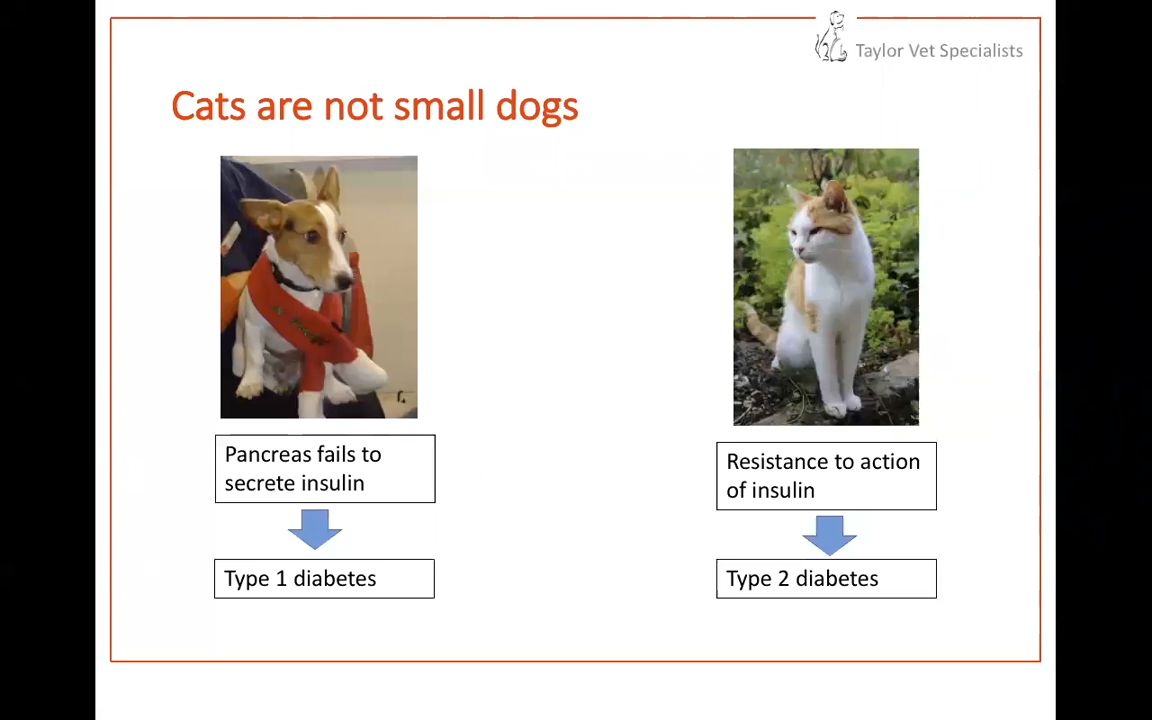 Taylor Vet Specialists
Cats are not small dogs
Pancreas fails to
secrete insulin
Type 1 diabetes
Resistance to action
of insulin
Type 2 diabetes